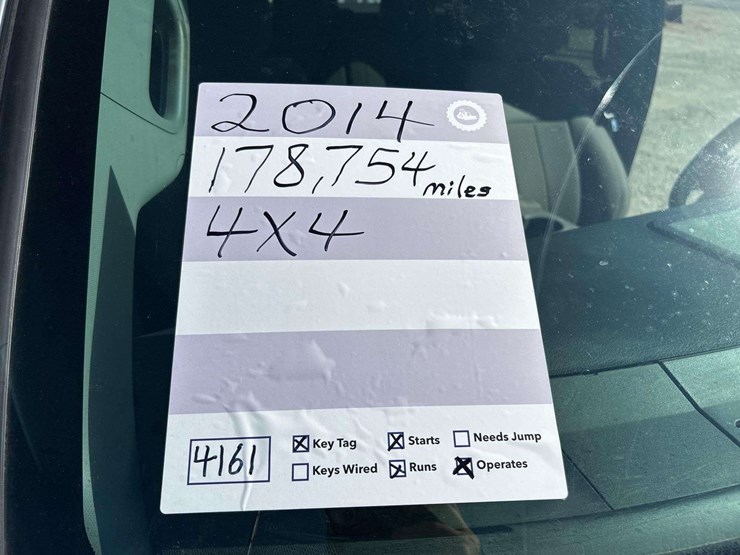 2014
178,754 miles
4X4
4161
Key Tag Starts Needs Jump
Keys Wired Runs Operates